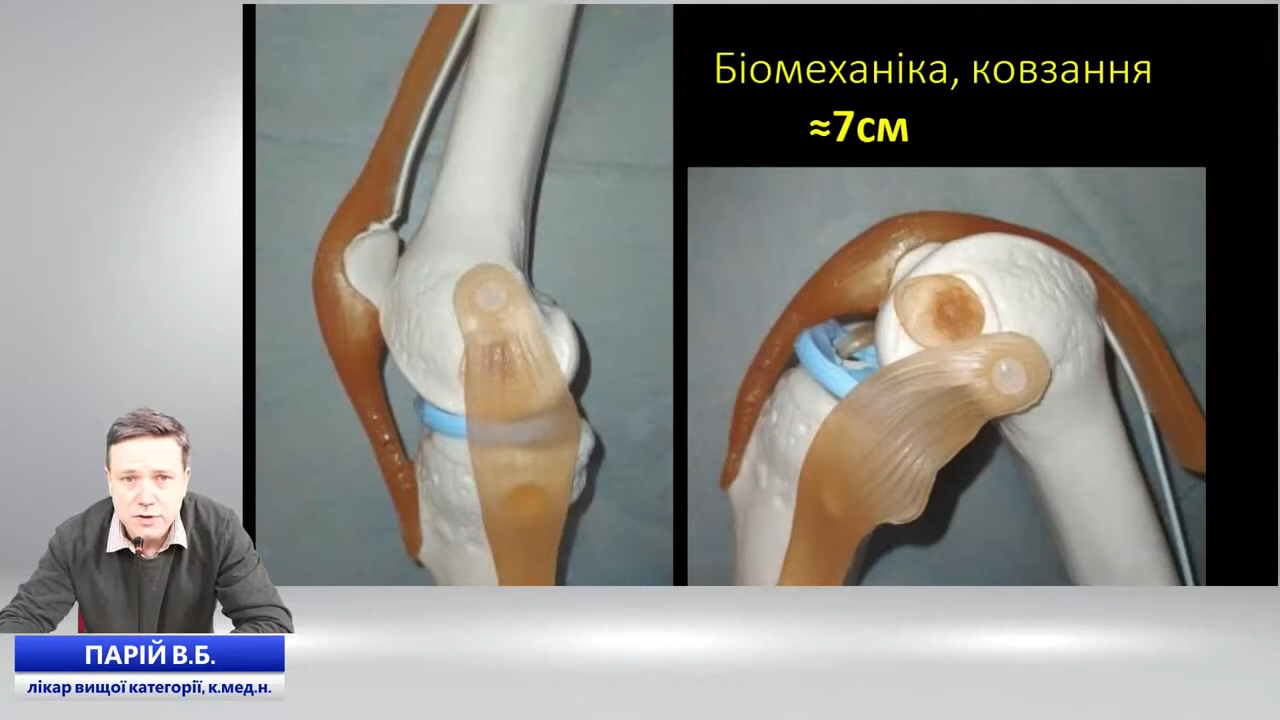 Біомеханіка, ковзання
≈7см
ПАРІЙ В.Б.
лікар вищої категорії, к.мед.н.